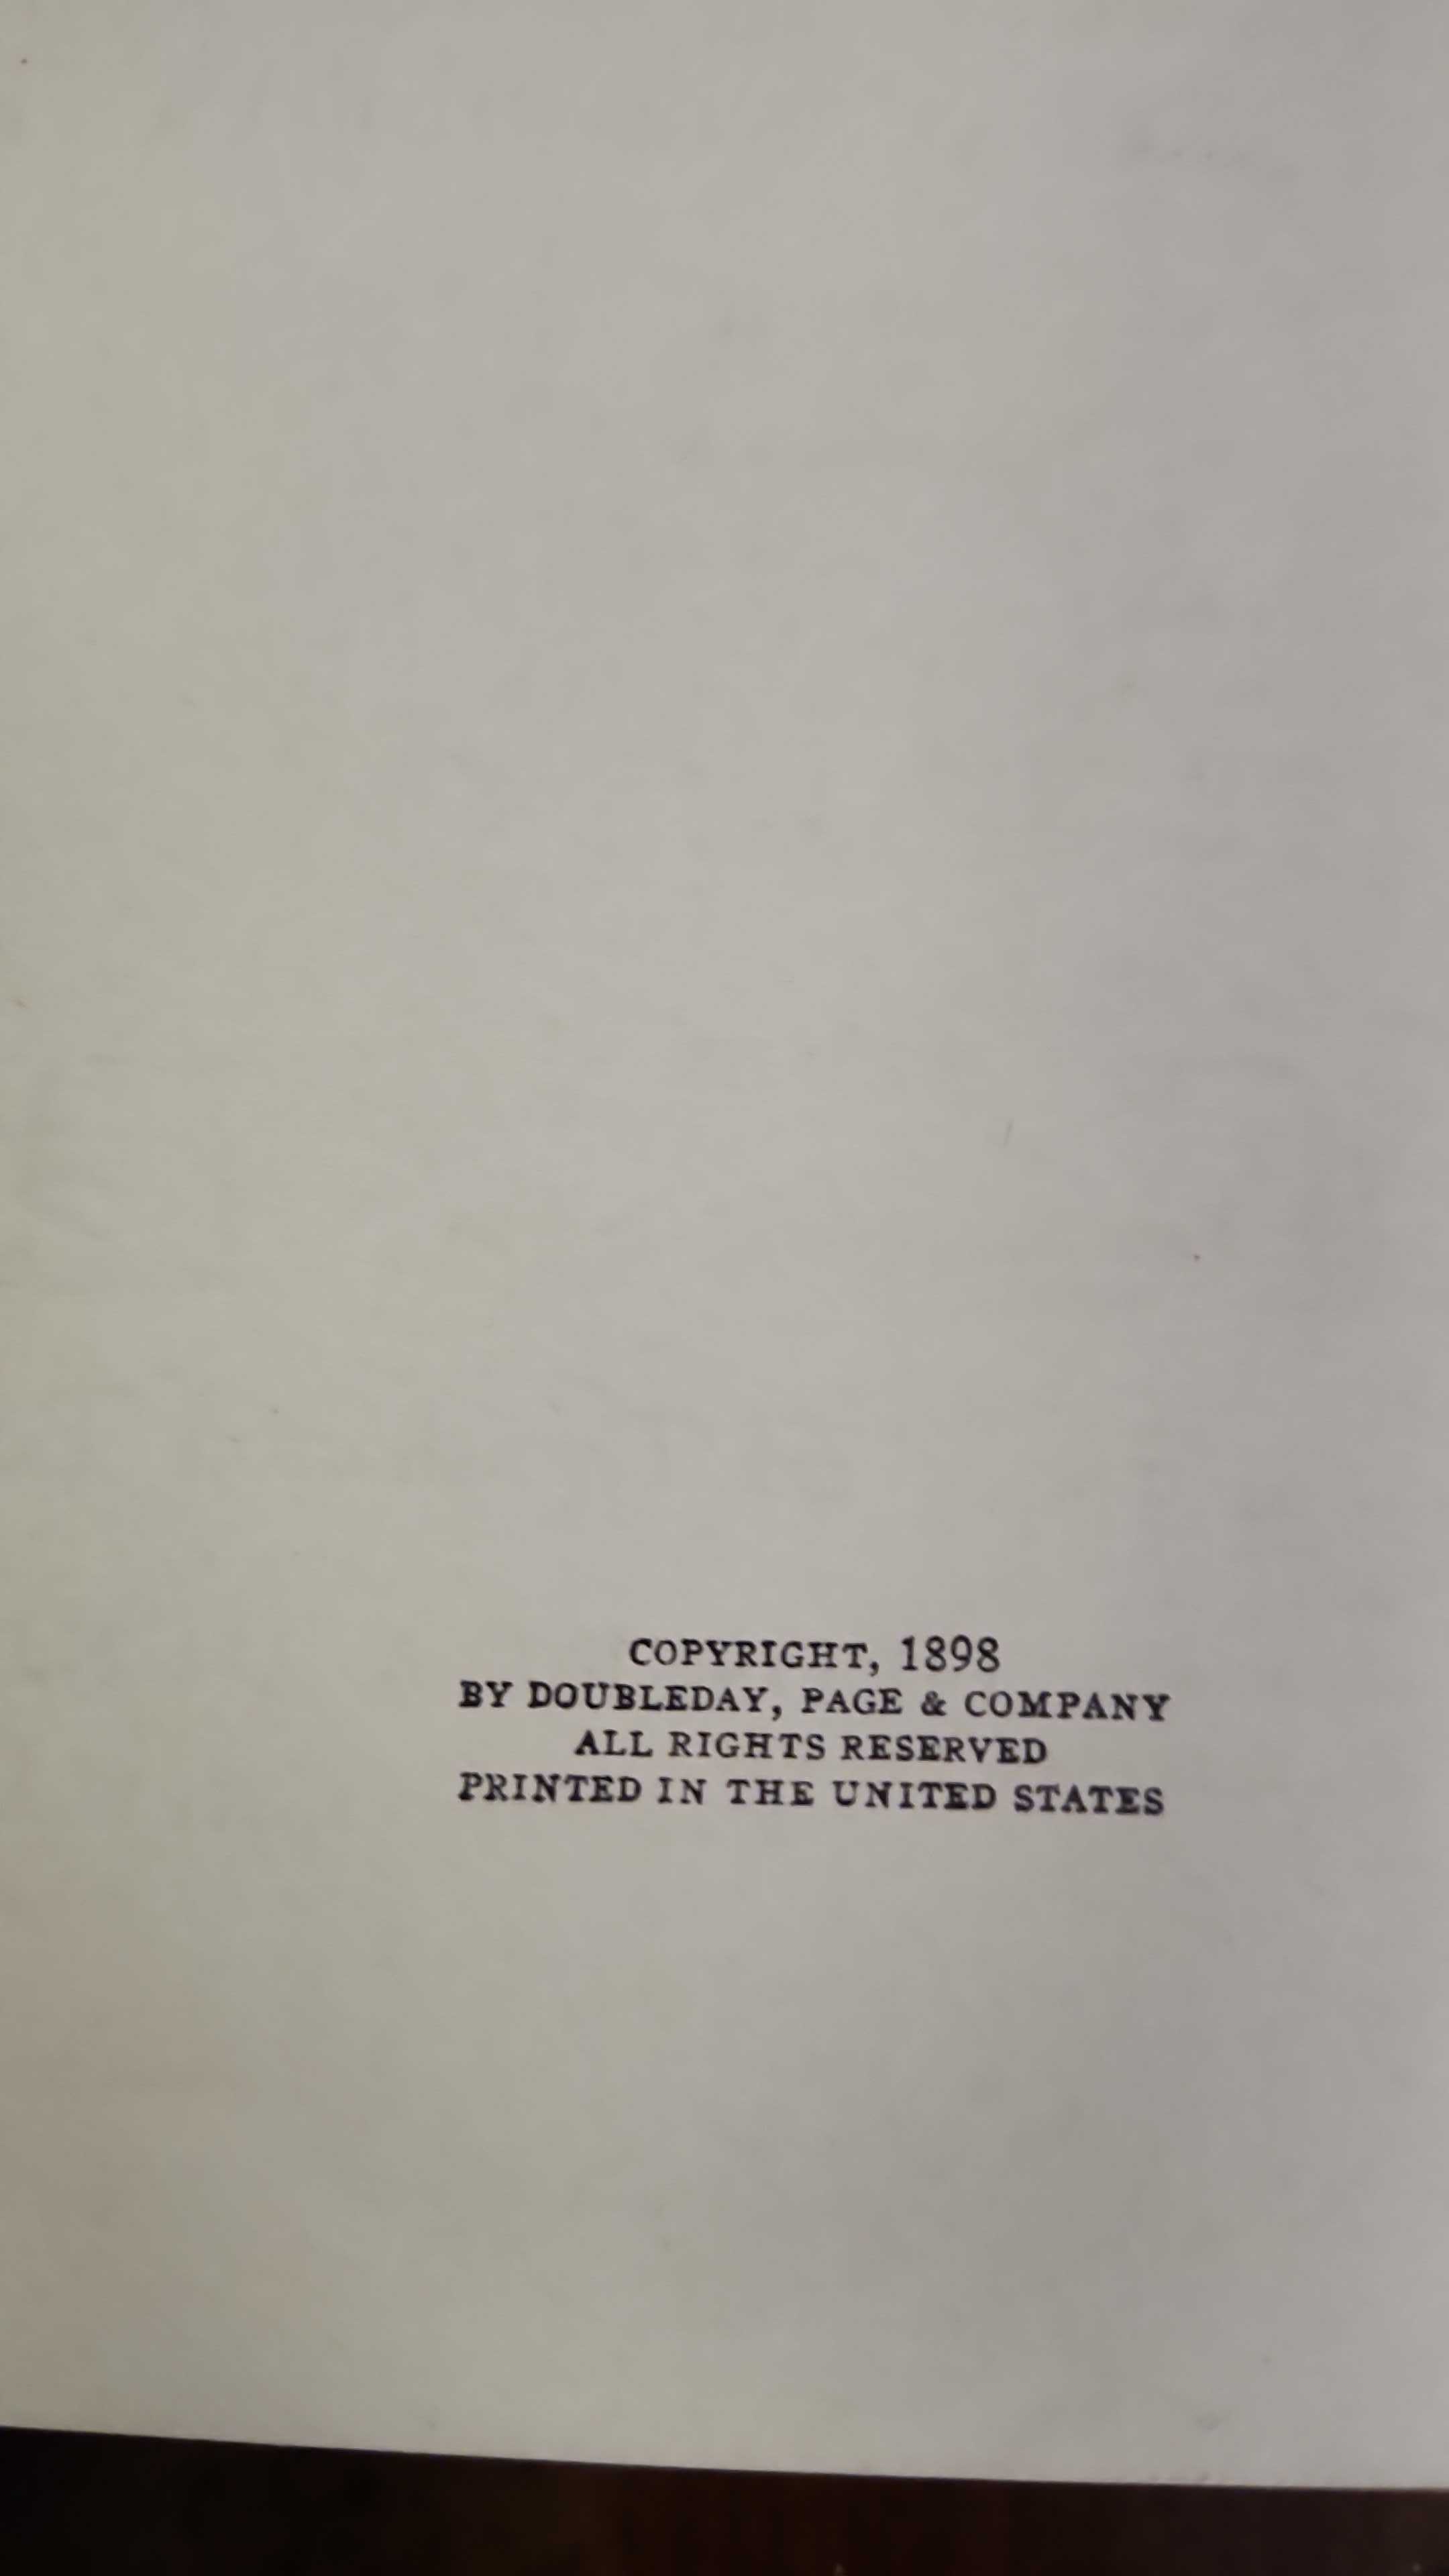 COPYRIGHT, 1898
BY DOUBLEDAY, PAGE & COMPANY
ALL RIGHTS RESERVED
PRINTED IN THE UNITED STATES